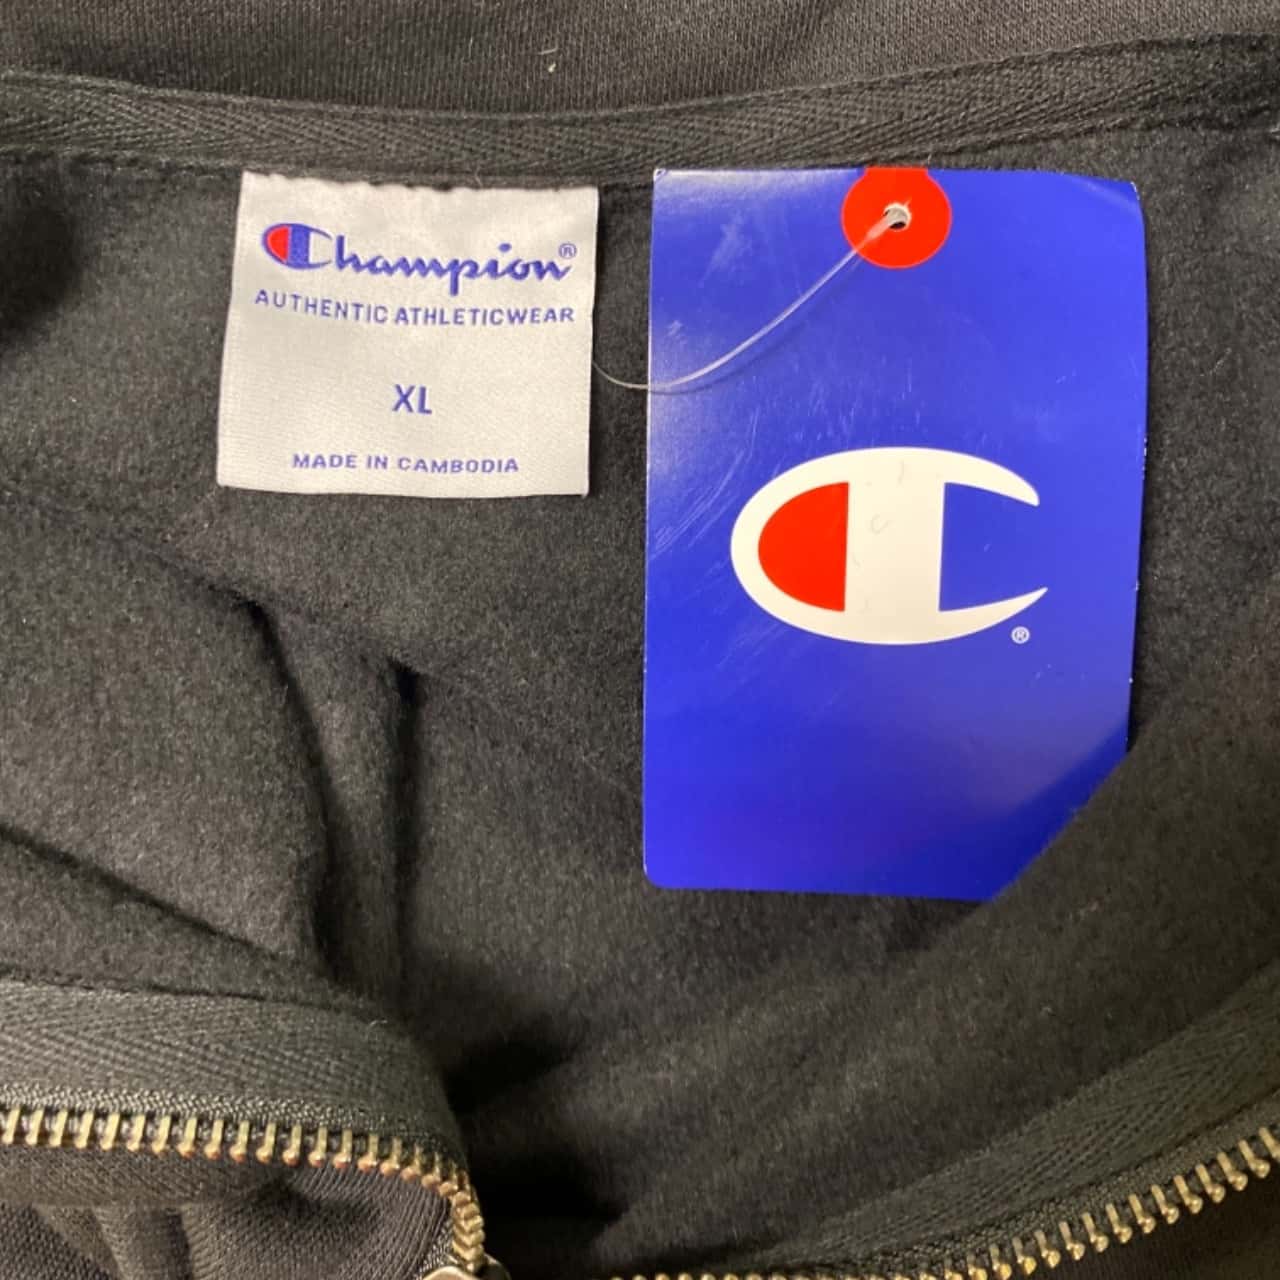 Champion®
AUTHENTIC ATHLETICWEAR
XL
MADE IN CAMBODIA
C®